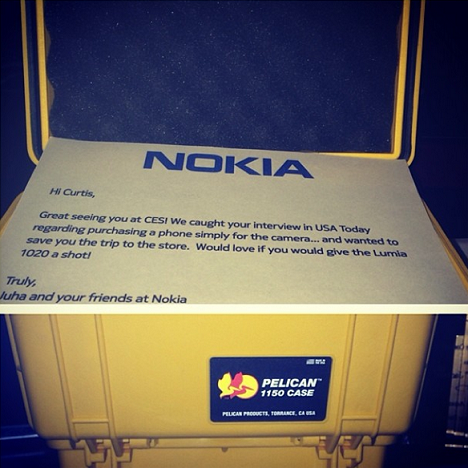 NOKIA
Hi Curtis,
Great seeing you at CES! We caught your interview in USA Today
regarding purchasing a phone simply for the camera... and wanted to
save you the trip to the store. Would love if you would give the Lumia
1020 a shot!
Truly,
Juha and your friends at Nokia
PELICAN™
1150 CASE
PELICAN PRODUCTS, TORRANCE, CA USA